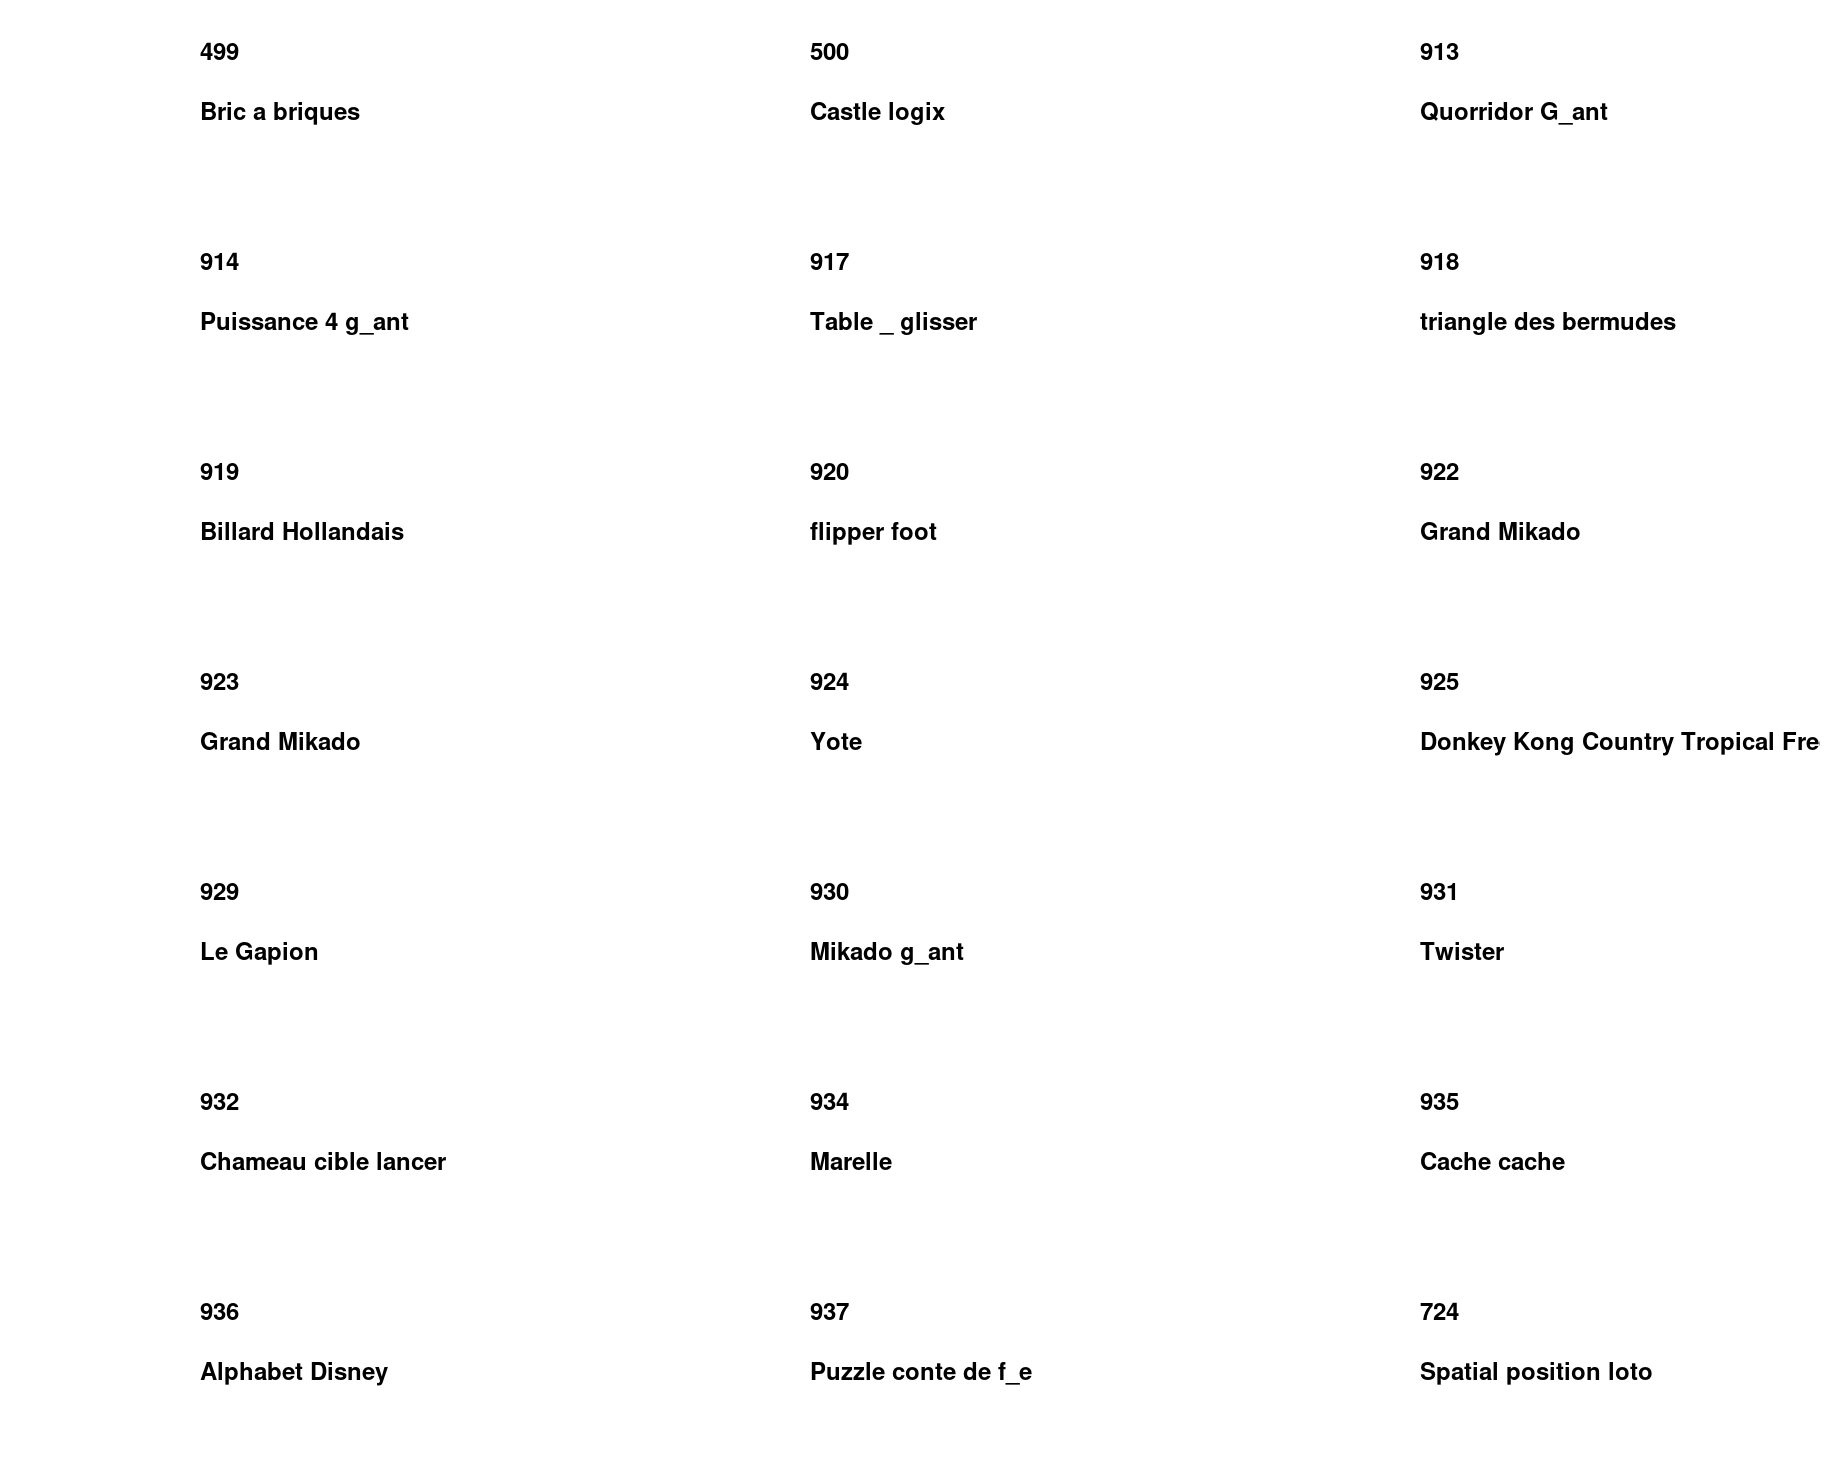 499
500
913
Bric a briques
Castle logix
Quorridor G_ant
914
917
918
Puissance 4 g_ant
Table _ glisser
triangle des bermudes
919
920
922
Billard Hollandais
flipper foot
Grand Mikado
923
924
925
Grand Mikado
Yote
Donkey Kong Country Tropical Fre
929
930
931
Le Gapion
Mikado g_ant
Twister
932
934
935
Chameau cible lancer
Marelle
Cache cache
936
937
724
Alphabet Disney
Puzzle conte de f_e
Spatial position loto